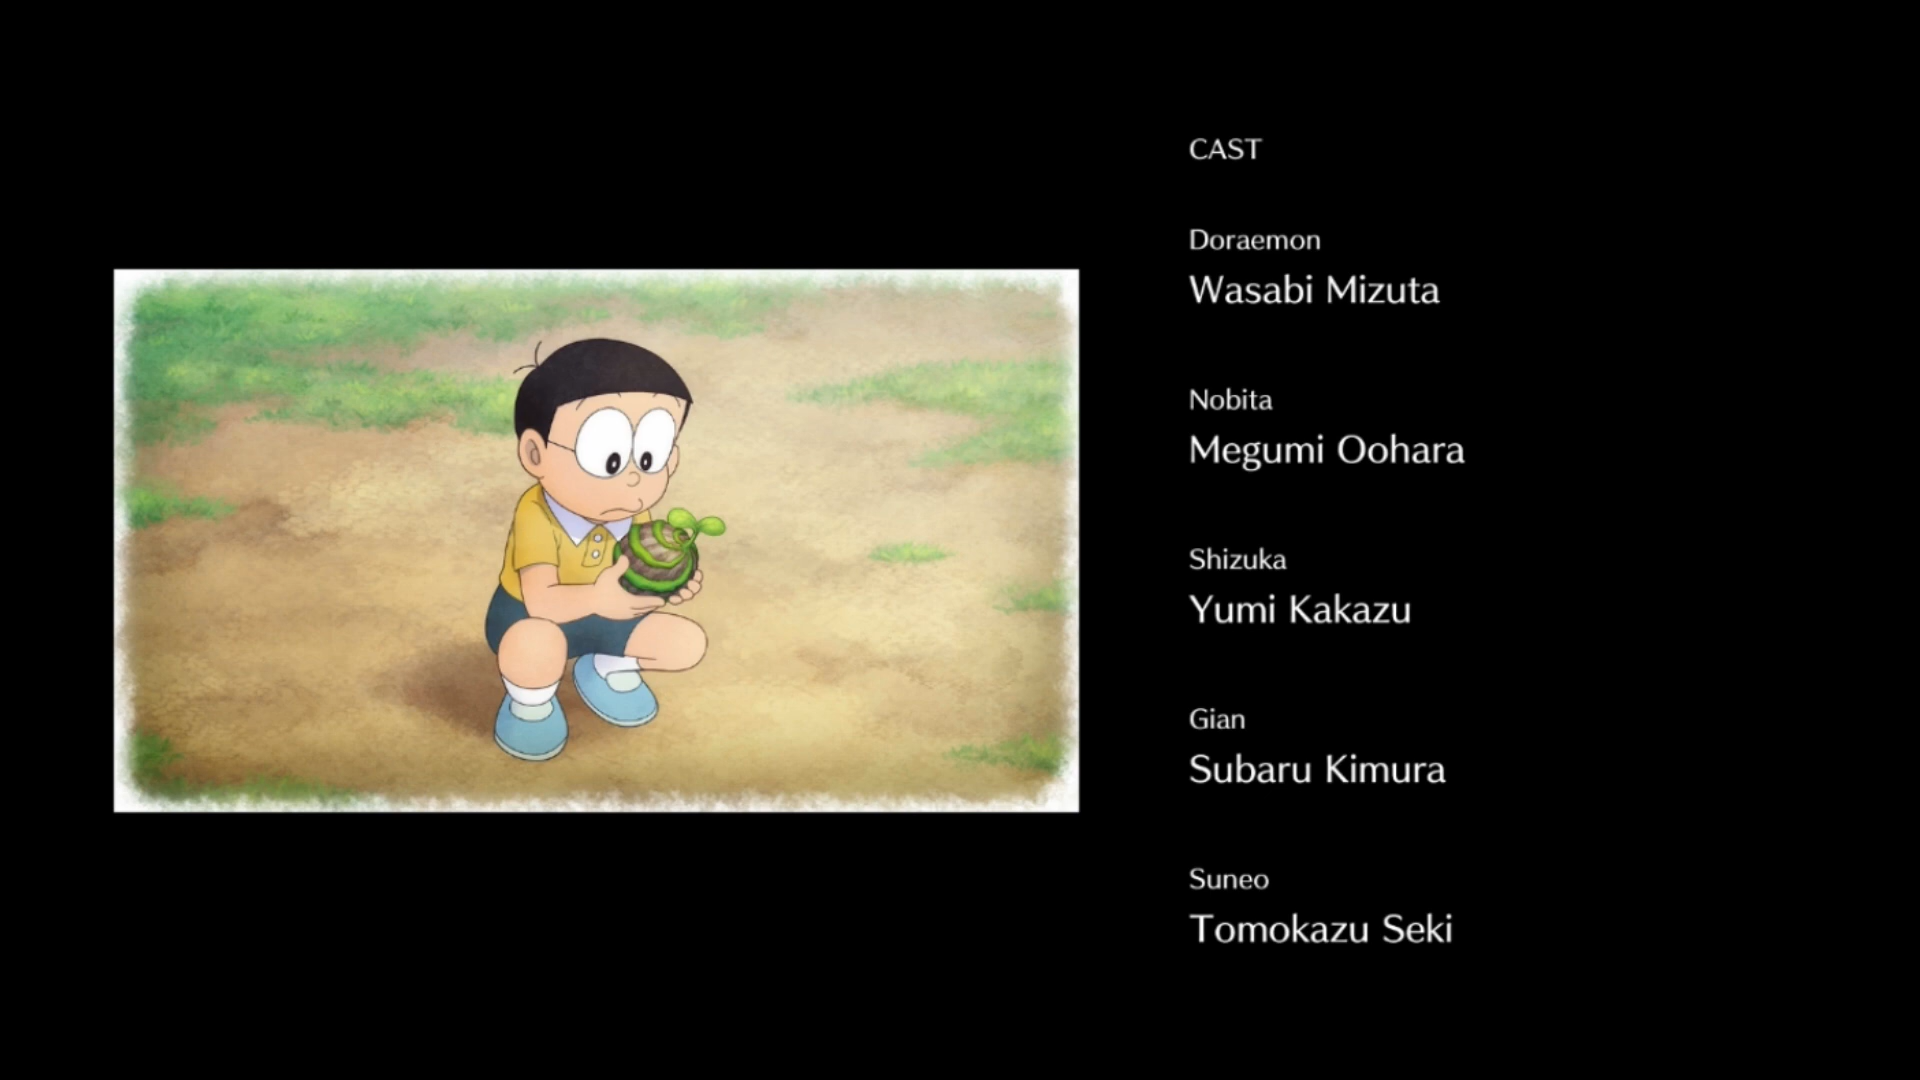 CAST
Doraemon
Wasabi Mizuta
Nobita
Megumi Oohara
Shizuka
Yumi Kakazu
Gian
Subaru Kimura
Suneo
Tomokazu Seki